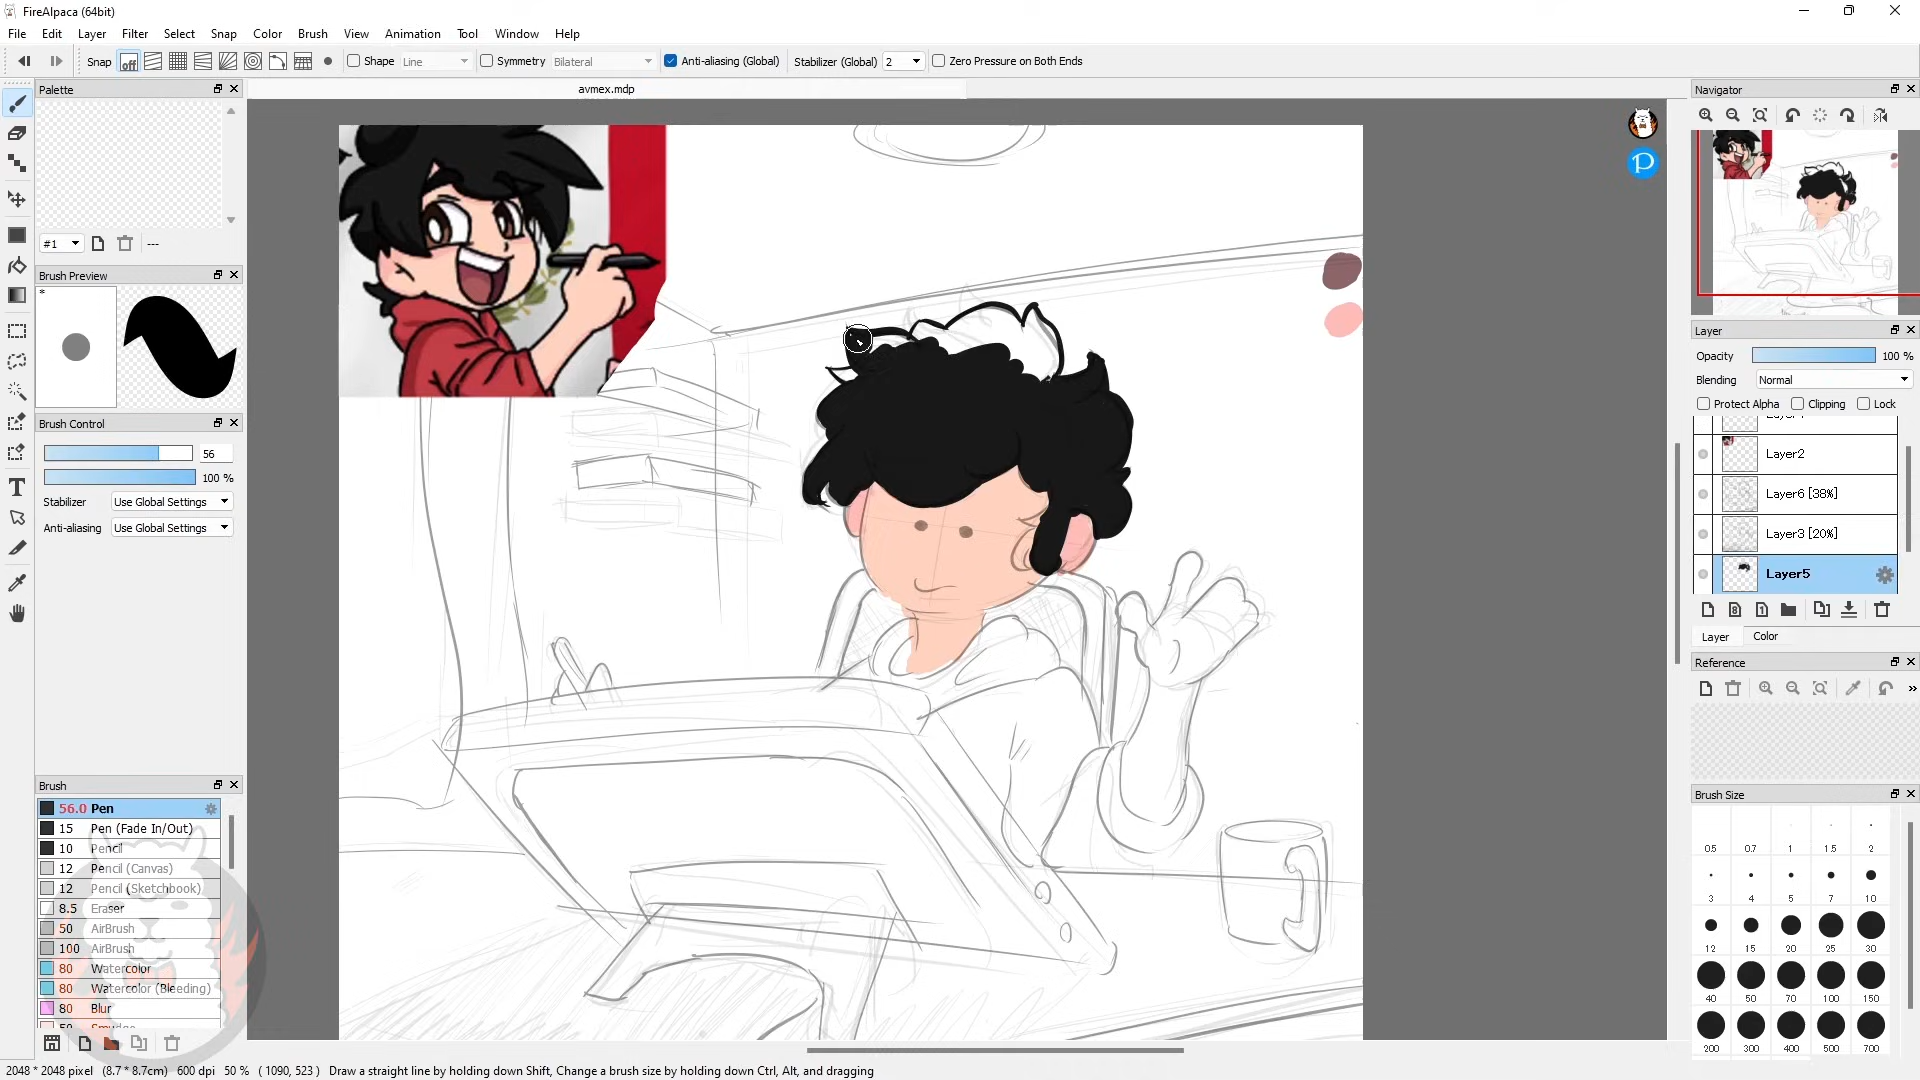 FireAlpaca (64bit)
File Edit Layer Filter Select Snap Color Brush View Animation Tool Window Help
Snap off Shape Line Symmetry Bilateral Anti-aliasing (Global) Stabilizer (Global) 2 Zero Pressure on Both Ends
Palette
avmex.mdp
Navigator
#1 ---
Brush Preview
*
Brush Control
56
100 %
Stabilizer Use Global Settings
Anti-aliasing Use Global Settings
Layer
Opacity 100 %
Blending Normal
Protect Alpha Clipping Lock
Layer2
Layer6 [38%]
Layer3 [20%]
Layer5
Layer Color
Reference
Brush
56.0 Pen
15 Pen (Fade In/Out)
10 Pencil
12 Pencil (Canvas)
12 Pencil (Sketchbook)
8.5 Eraser
50 AirBrush
100 AirBrush
80 Watercolor
80 Watercolor (Bleeding)
80 Blur
50 Smudge
Brush Size
0.5 0.7 1 1.5 2
3 4 5 7 10
12 15 20 25 30
40 50 70 100 150
200 300 400 500 700
2048 * 2048 pixel (8.7 * 8.7cm) 600 dpi 50 % ( 1090, 523 ) Draw a straight line by holding down Shift, Change a brush size by holding down Ctrl, Alt, and dragging